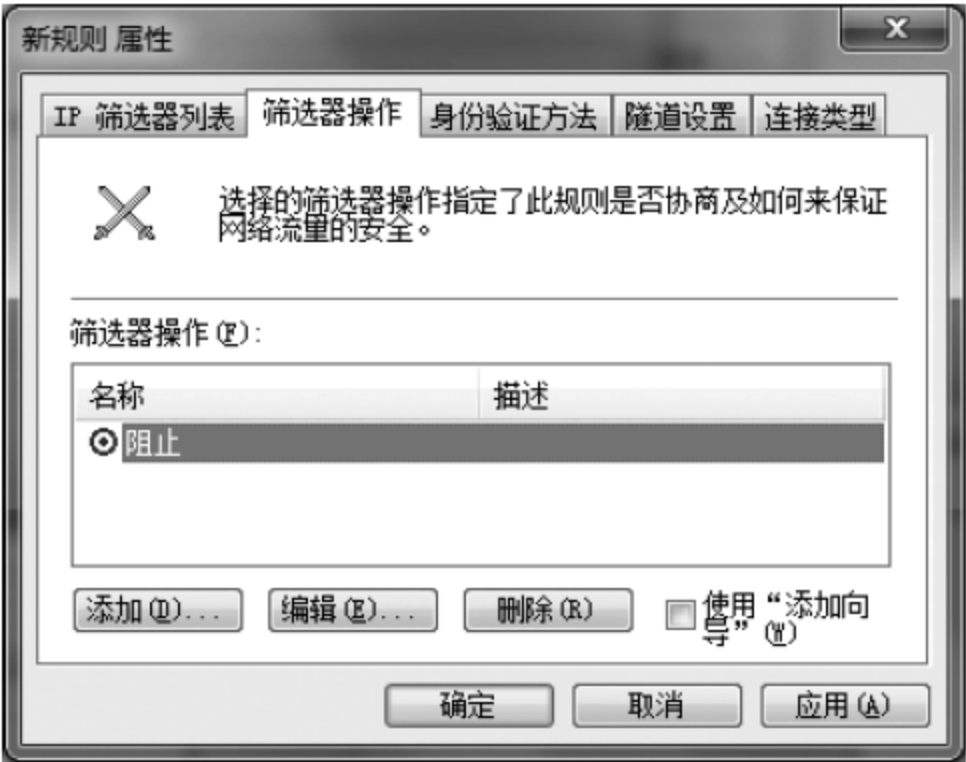 新规则 属性
IP 筛选器列表
筛选器操作
身份验证方法
隧道设置
连接类型
选择的筛选器操作指定了此规则是否协商及如何来保证
网络流量的安全。
筛选器操作(F):
名称
描述
阻止
添加(D)...
编辑(E)...
删除(R)
使用“添加向
导”(W)
确定
取消
应用(A)